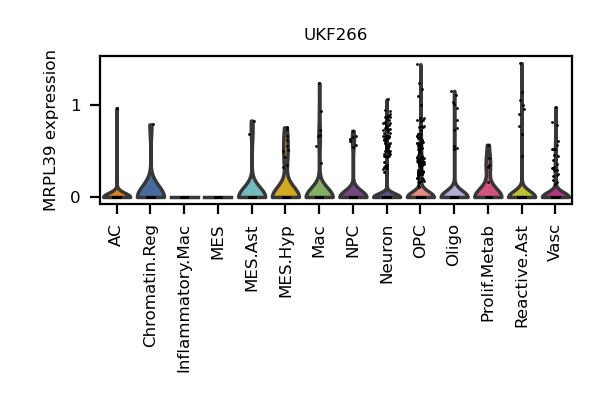 UKF266
MRPL39 expression
1
0
AC
Chromatin.Reg
Inflammatory.Mac
MES
MES.Ast
MES.Hyp
Mac
NPC
Neuron
OPC
Oligo
Prolif.Metab
Reactive.Ast
Vasc